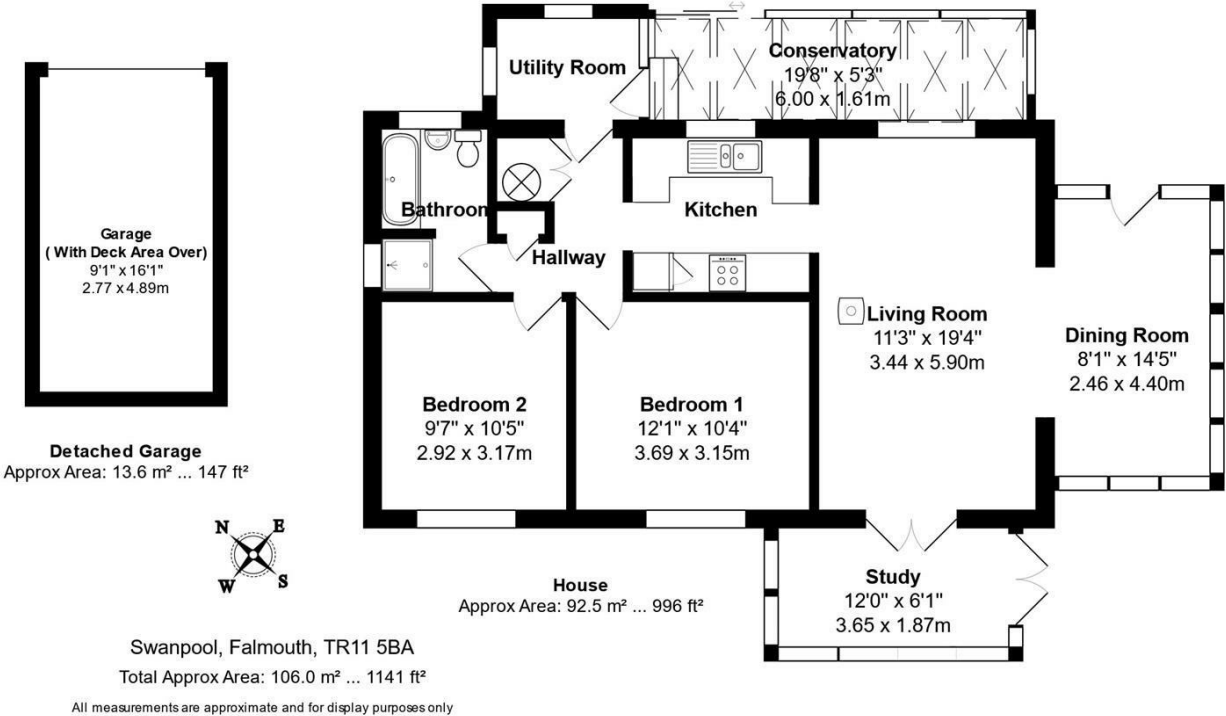 Utility Room
Conservatory
19'8" x 5'3"
6.00 x 1.61m
Bathroom
Kitchen
Hallway
Garage
( With Deck Area Over)
9'1" x 16'1"
2.77 x 4.89m
Living Room
11'3" x 19'4"
3.44 x 5.90m
Dining Room
8'1" x 14'5"
2.46 x 4.40m
Bedroom 2
9'7" x 10'5"
2.92 x 3.17m
Bedroom 1
12'1" x 10'4"
3.69 x 3.15m
Detached Garage
Approx Area: 13.6 m² ... 147 ft²
N E
W S
House
Approx Area: 92.5 m² ... 996 ft²
Study
12'0" x 6'1"
3.65 x 1.87m
Swanpool, Falmouth, TR11 5BA
Total Approx Area: 106.0 m² ... 1141 ft²
All measurements are approximate and for display purposes only